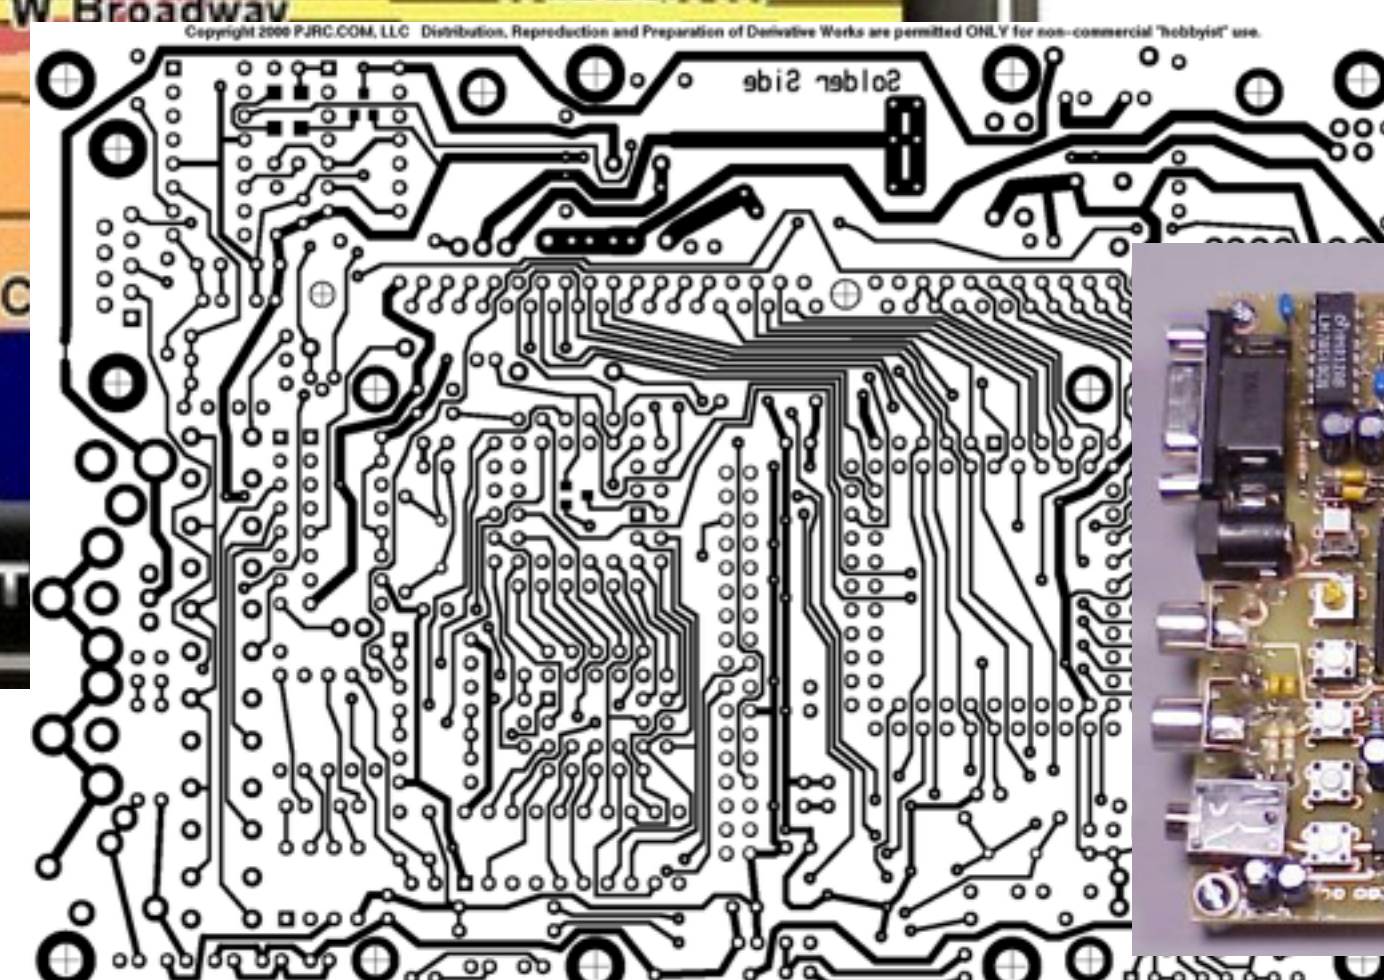 W Broadway
Copyright 2000 PJRC.COM, LLC Distribution, Reproduction and Preparation of Derivative Works are permitted ONLY for non-commercial "hobbyist" use.
Solder Side
C
T